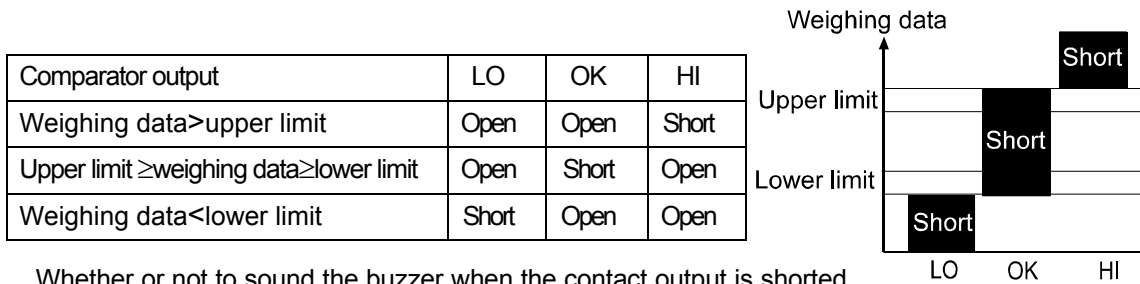 Comparator output LO OK HI
Weighing data>upper limit Open Open Short
Upper limit ≥weighing data≥lower limit Open Short Open
Weighing data<lower limit Short Open Open
Weighing data
Short
Upper limit
Short
Lower limit
Short
LO OK HI
Whether or not to sound the buzzer when the contact output is shorted